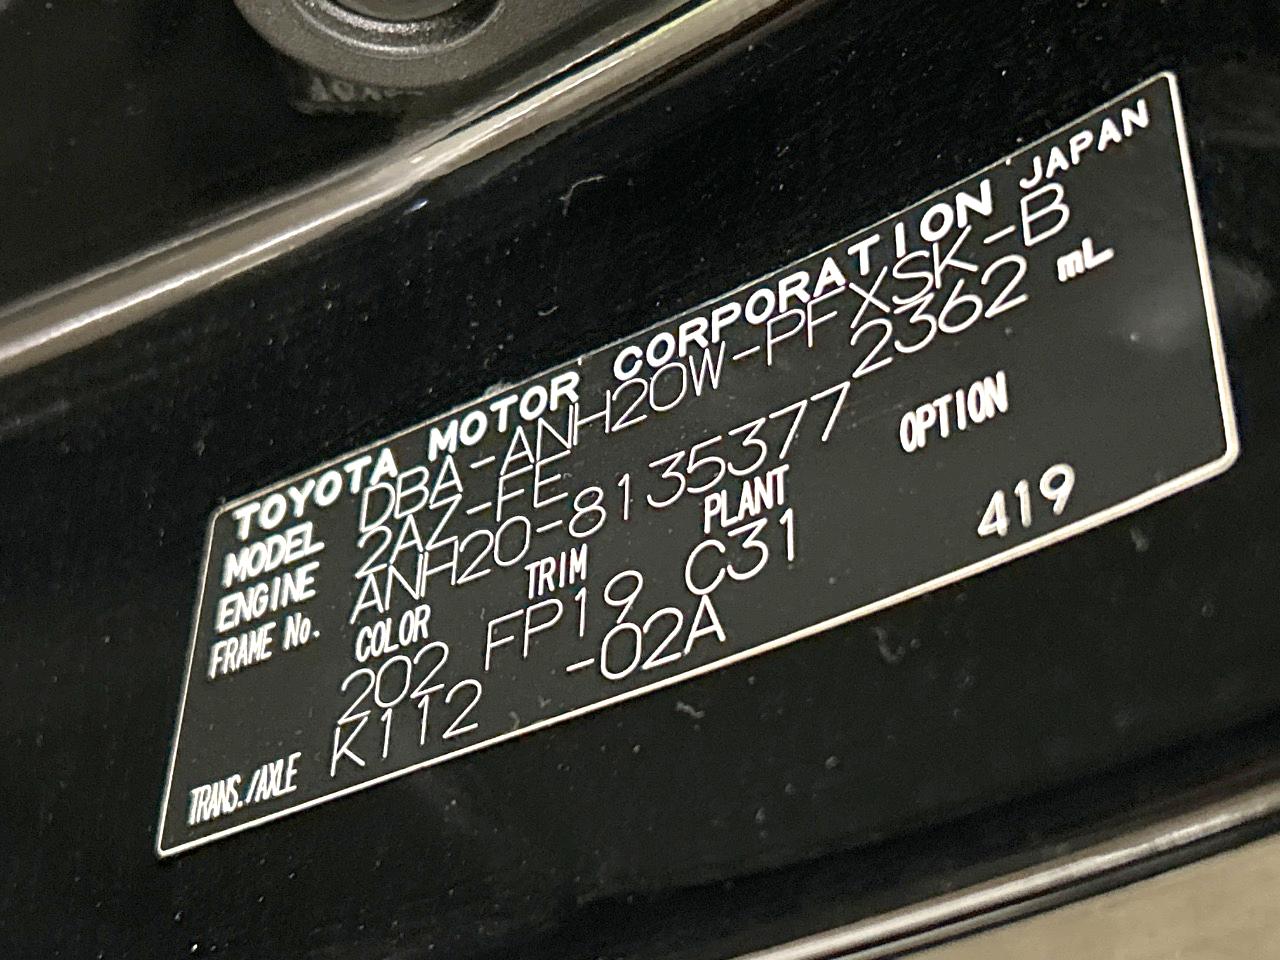 TOYOTA MOTOR CORPORATION JAPAN
MODEL DBA-ANH20W-PFXSK-B
ENGINE 2AZ-FE 2362 mL
FRAME No. ANH20-8135377
COLOR TRIM PLANT OPTION
202 FP19 C31 419
TRANS./AXLE K112 -02A